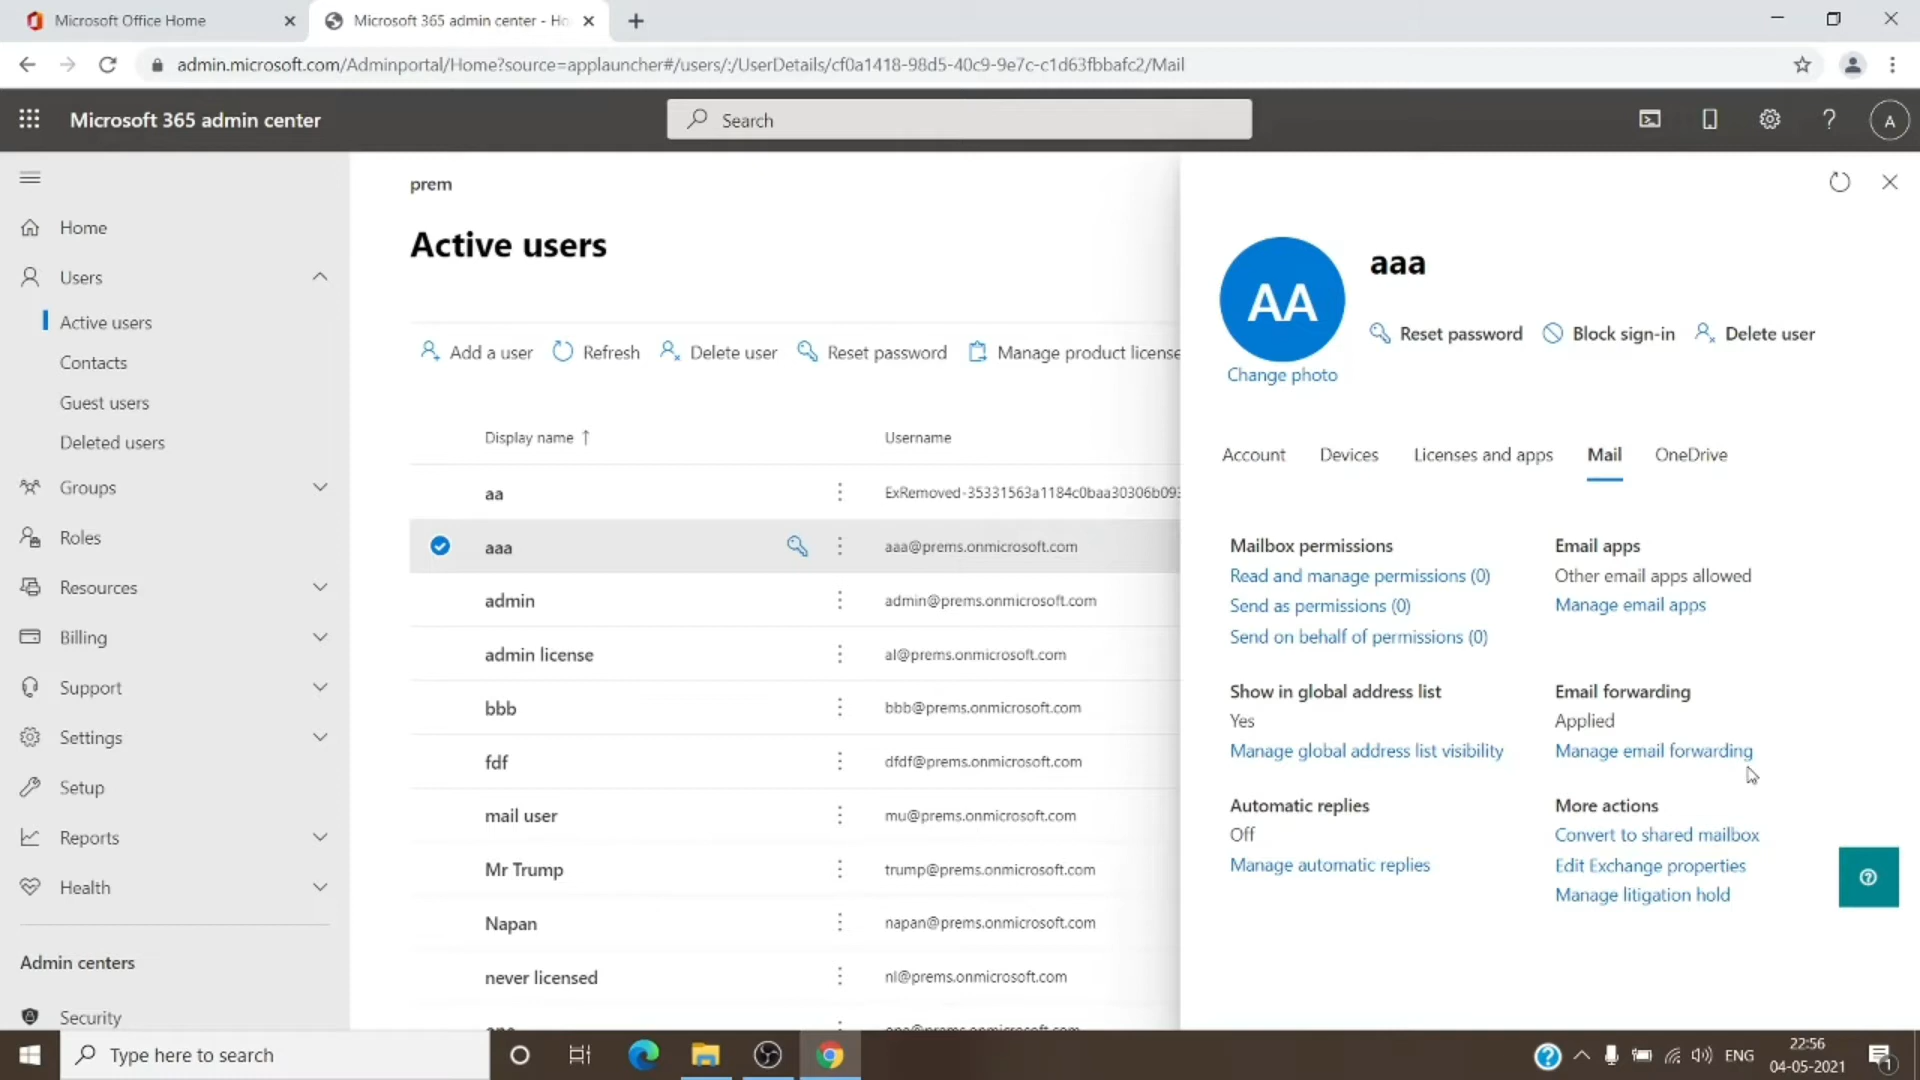 Microsoft Office Home
Microsoft 365 admin center - Ho
admin.microsoft.com/Adminportal/Home?source=applauncher#/users/:/UserDetails/cf0a1418-98d5-40c9-9e7c-c1d63fbbafc2/Mail
Microsoft 365 admin center
Search
A
Home
Users
Active users
Contacts
Guest users
Deleted users
Groups
Roles
Resources
Billing
Support
Settings
Setup
Reports
Health
Admin centers
Security
prem
Active users
Add a user
Refresh
Delete user
Reset password
Manage product license
Display name ↑
Username
aa
ExRemoved-35331563a1184c0baa30306b093
aaa
aaa@prems.onmicrosoft.com
admin
admin@prems.onmicrosoft.com
admin license
al@prems.onmicrosoft.com
bbb
bbb@prems.onmicrosoft.com
fdf
dfdf@prems.onmicrosoft.com
mail user
mu@prems.onmicrosoft.com
Mr Trump
trump@prems.onmicrosoft.com
Napan
napan@prems.onmicrosoft.com
never licensed
nl@prems.onmicrosoft.com
AA
aaa
Change photo
Reset password
Block sign-in
Delete user
Account
Devices
Licenses and apps
Mail
OneDrive
Mailbox permissions
Read and manage permissions (0)
Send as permissions (0)
Send on behalf of permissions (0)
Email apps
Other email apps allowed
Manage email apps
Show in global address list
Yes
Manage global address list visibility
Email forwarding
Applied
Manage email forwarding
Automatic replies
Off
Manage automatic replies
More actions
Convert to shared mailbox
Edit Exchange properties
Manage litigation hold
Type here to search
ENG
22:56
04-05-2021
1